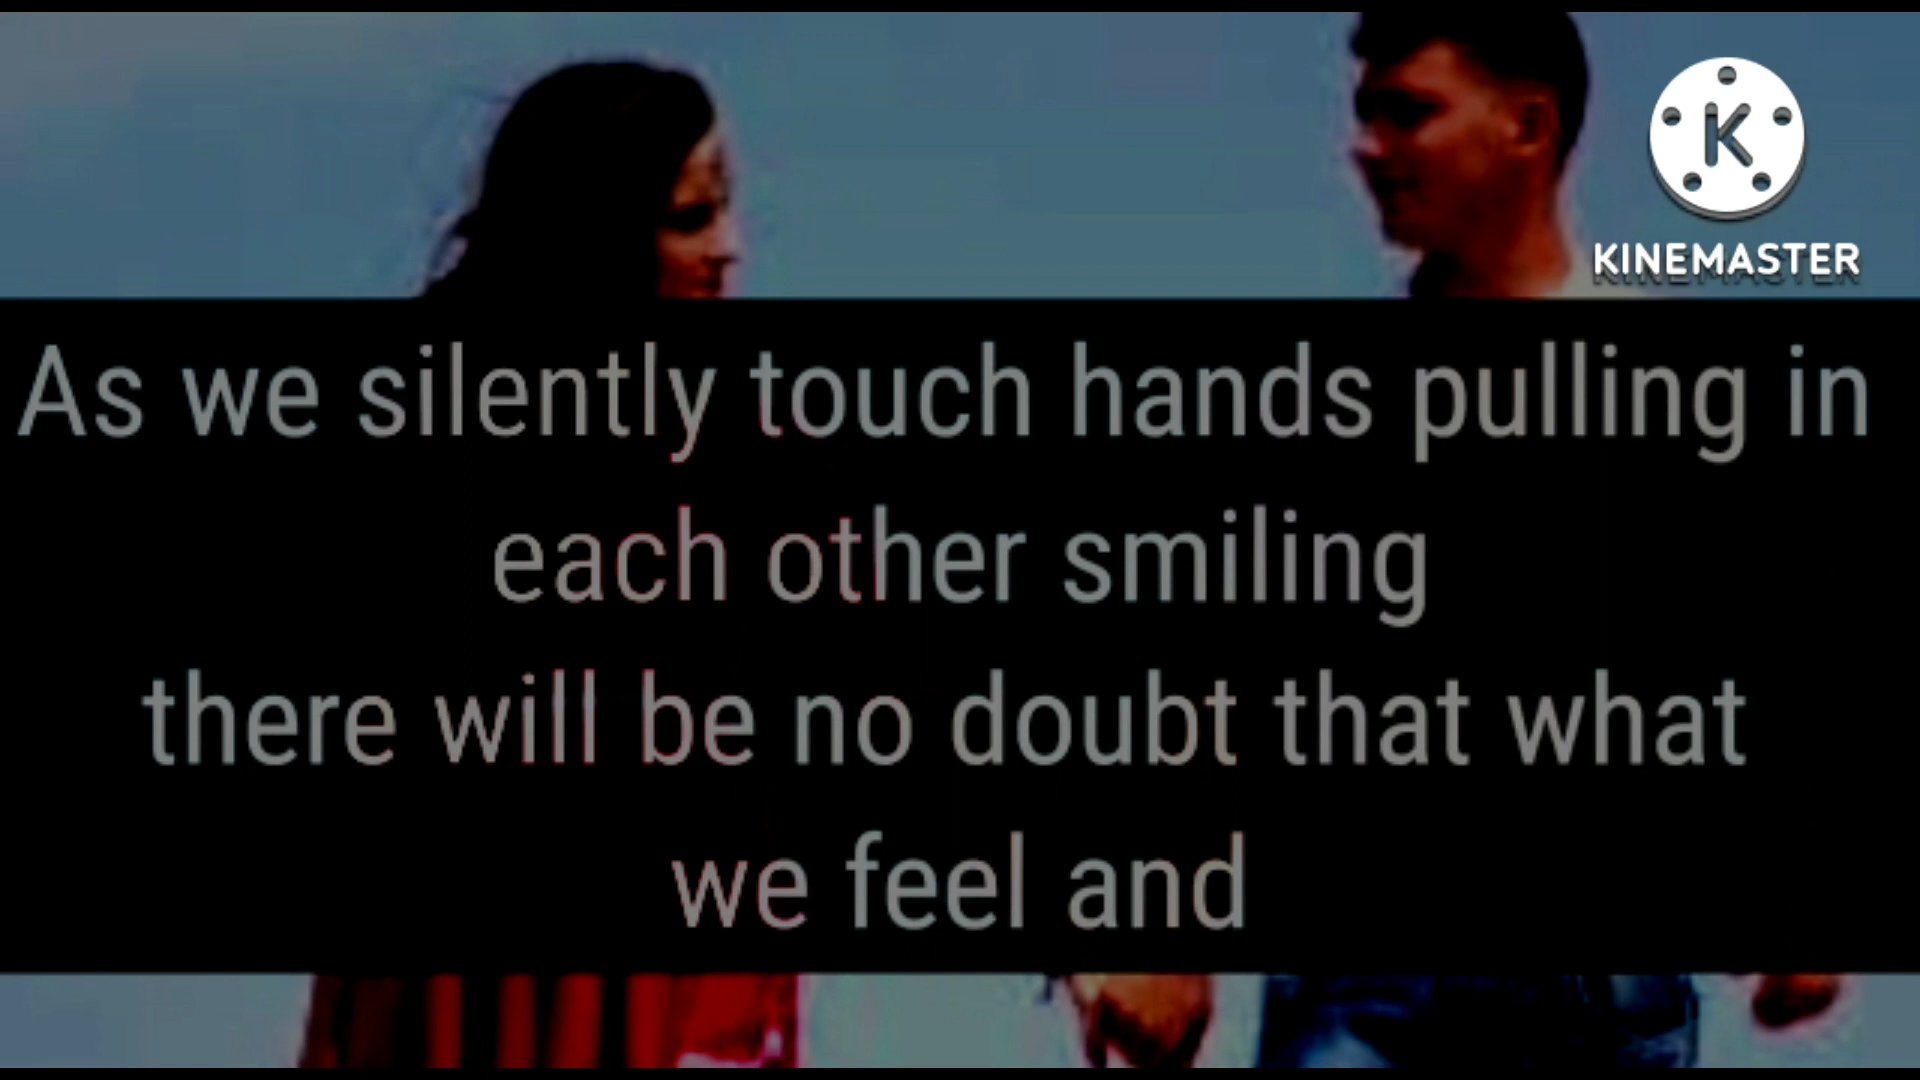 K
KINEMASTER
As we silently touch hands pulling in
each other smiling
there will be no doubt that what
we feel and